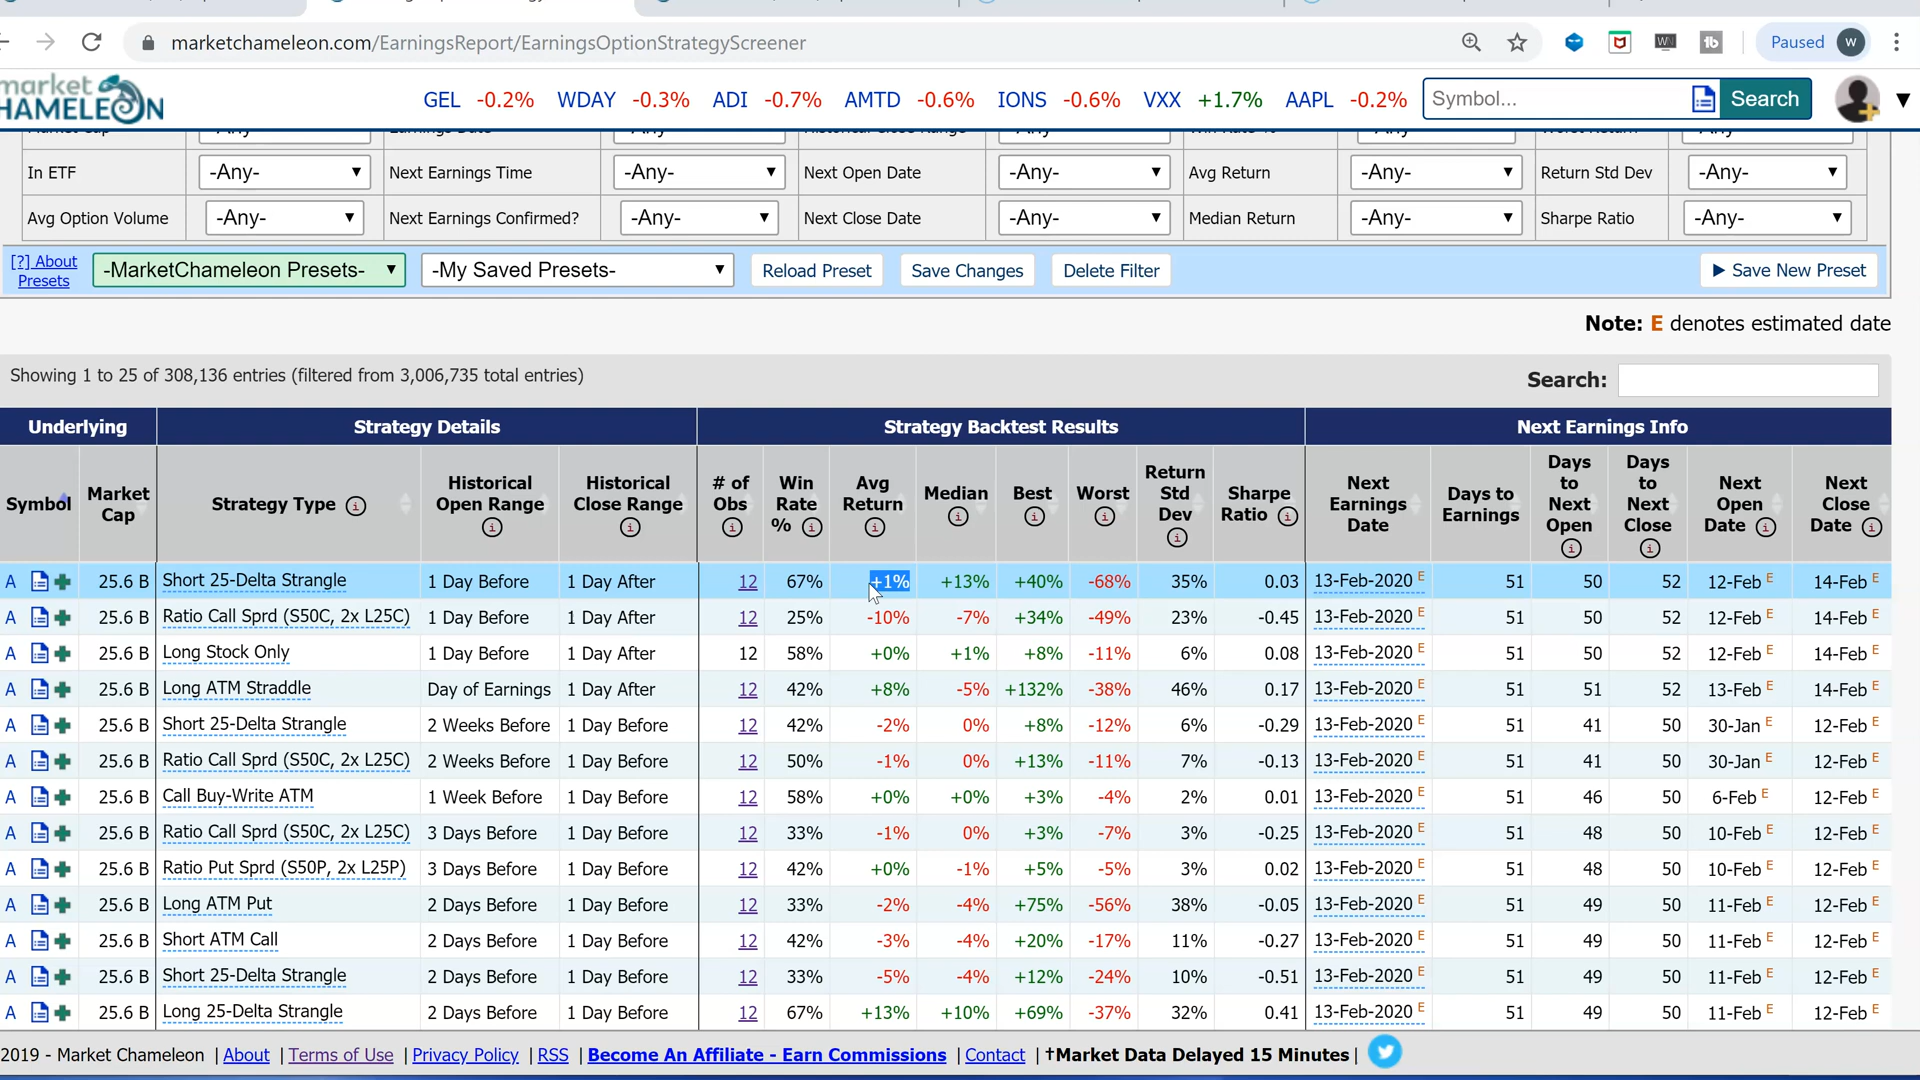 marketchameleon.com/EarningsReport/EarningsOptionStrategyScreener
Paused W
market
HAMELEON
GEL -0.2% WDAY -0.3% ADI -0.7% AMTD -0.6% IONS -0.6% VXX +1.7% AAPL -0.2% Symbol... Search
In ETF -Any- Next Earnings Time -Any- Next Open Date -Any- Avg Return -Any- Return Std Dev -Any-
Avg Option Volume -Any- Next Earnings Confirmed? -Any- Next Close Date -Any- Median Return -Any- Sharpe Ratio -Any-
[?] About Presets -MarketChameleon Presets- -My Saved Presets- Reload Preset Save Changes Delete Filter Save New Preset
Note: E denotes estimated date
Showing 1 to 25 of 308,136 entries (filtered from 3,006,735 total entries) Search:
Underlying Strategy Details Strategy Backtest Results Next Earnings Info
Symbol Market Cap Strategy Type Historical Open Range Historical Close Range # of Obs Win Rate % Avg Return Median Best Worst Return Std Dev Sharpe Ratio Next Earnings Date Days to Earnings Days to Next Open Days to Next Close Next Open Date Next Close Date
A 25.6 B Short 25-Delta Strangle 1 Day Before 1 Day After 12 67% +1% +13% +40% -68% 35% 0.03 13-Feb-2020 E 51 50 52 12-Feb E 14-Feb E
A 25.6 B Ratio Call Sprd (S50C, 2x L25C) 1 Day Before 1 Day After 12 25% -10% -7% +34% -49% 23% -0.45 13-Feb-2020 E 51 50 52 12-Feb E 14-Feb E
A 25.6 B Long Stock Only 1 Day Before 1 Day After 12 58% +0% +1% +8% -11% 6% 0.08 13-Feb-2020 E 51 50 52 12-Feb E 14-Feb E
A 25.6 B Long ATM Straddle Day of Earnings 1 Day After 12 42% +8% -5% +132% -38% 46% 0.17 13-Feb-2020 E 51 51 52 13-Feb E 14-Feb E
A 25.6 B Short 25-Delta Strangle 2 Weeks Before 1 Day Before 12 42% -2% 0% +8% -12% 6% -0.29 13-Feb-2020 E 51 41 50 30-Jan E 12-Feb E
A 25.6 B Ratio Call Sprd (S50C, 2x L25C) 2 Weeks Before 1 Day Before 12 50% -1% 0% +13% -11% 7% -0.13 13-Feb-2020 E 51 41 50 30-Jan E 12-Feb E
A 25.6 B Call Buy-Write ATM 1 Week Before 1 Day Before 12 58% +0% +0% +3% -4% 2% 0.01 13-Feb-2020 E 51 46 50 6-Feb E 12-Feb E
A 25.6 B Ratio Call Sprd (S50C, 2x L25C) 3 Days Before 1 Day Before 12 33% -1% 0% +3% -7% 3% -0.25 13-Feb-2020 E 51 48 50 10-Feb E 12-Feb E
A 25.6 B Ratio Put Sprd (S50P, 2x L25P) 3 Days Before 1 Day Before 12 42% +0% -1% +5% -5% 3% 0.02 13-Feb-2020 E 51 48 50 10-Feb E 12-Feb E
A 25.6 B Long ATM Put 2 Days Before 1 Day Before 12 33% -2% -4% +75% -56% 38% -0.05 13-Feb-2020 E 51 49 50 11-Feb E 12-Feb E
A 25.6 B Short ATM Call 2 Days Before 1 Day Before 12 42% -3% -4% +20% -17% 11% -0.27 13-Feb-2020 E 51 49 50 11-Feb E 12-Feb E
A 25.6 B Short 25-Delta Strangle 2 Days Before 1 Day Before 12 33% -5% -4% +12% -24% 10% -0.51 13-Feb-2020 E 51 49 50 11-Feb E 12-Feb E
A 25.6 B Long 25-Delta Strangle 2 Days Before 1 Day Before 12 67% +13% +10% +69% -37% 32% 0.41 13-Feb-2020 E 51 49 50 11-Feb E 12-Feb E
2019 - Market Chameleon | About | Terms of Use | Privacy Policy | RSS | Become An Affiliate - Earn Commissions | Contact | †Market Data Delayed 15 Minutes |